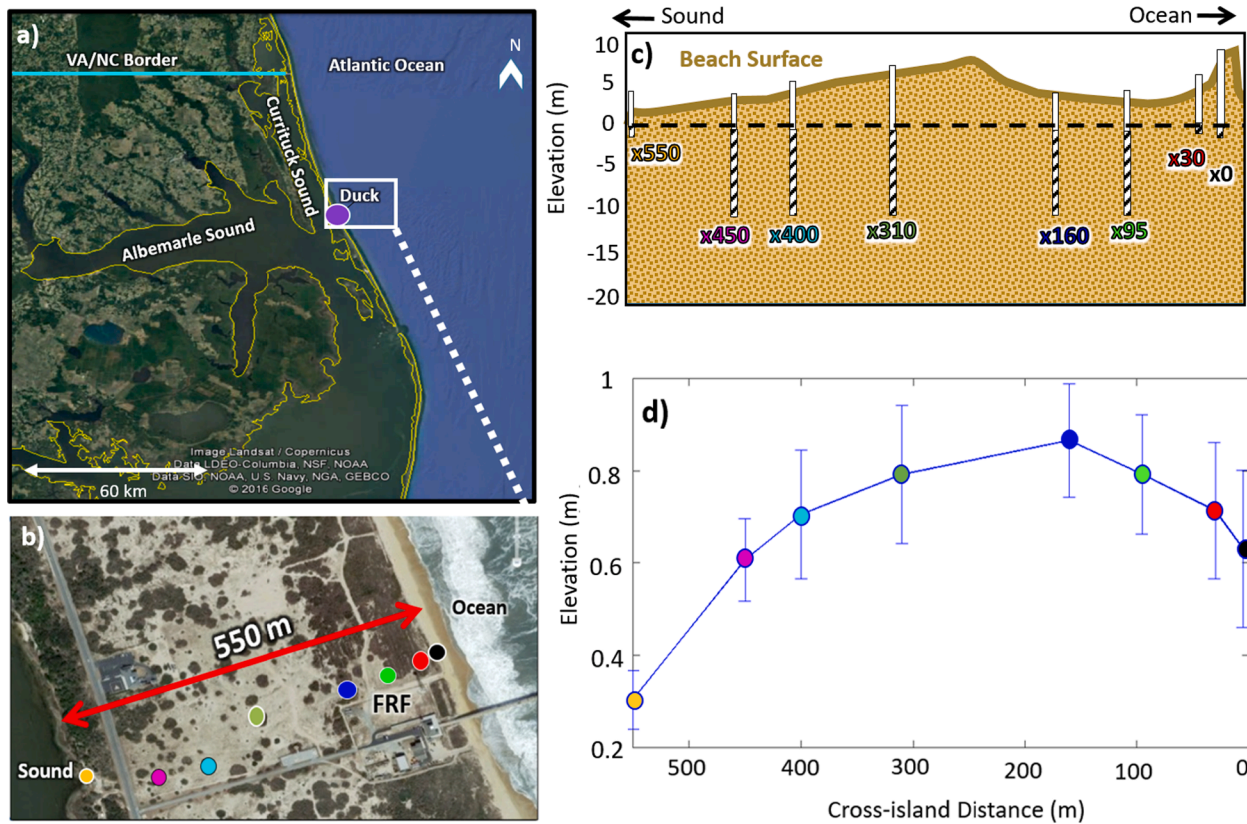 a)
VA/NC Border
Atlantic Ocean
N
Currituck Sound
Duck
Albemarle Sound
Image Landsat / Copernicus
Data LDEO-Columbia, NSF, NOAA
Data SIO, NOAA, U.S. Navy, NGA, GEBCO
© 2016 Google
60 km
b)
Ocean
550 m
FRF
Sound
Sound
Ocean
c)
Beach Surface
Elevation (m)
10
5
0
-5
-10
-15
-20
x550
x450
x400
x310
x160
x95
x30
x0
d)
Elevation (m)
1
0.8
0.6
0.4
0.2
500
400
300
200
100
0
Cross-island Distance (m)